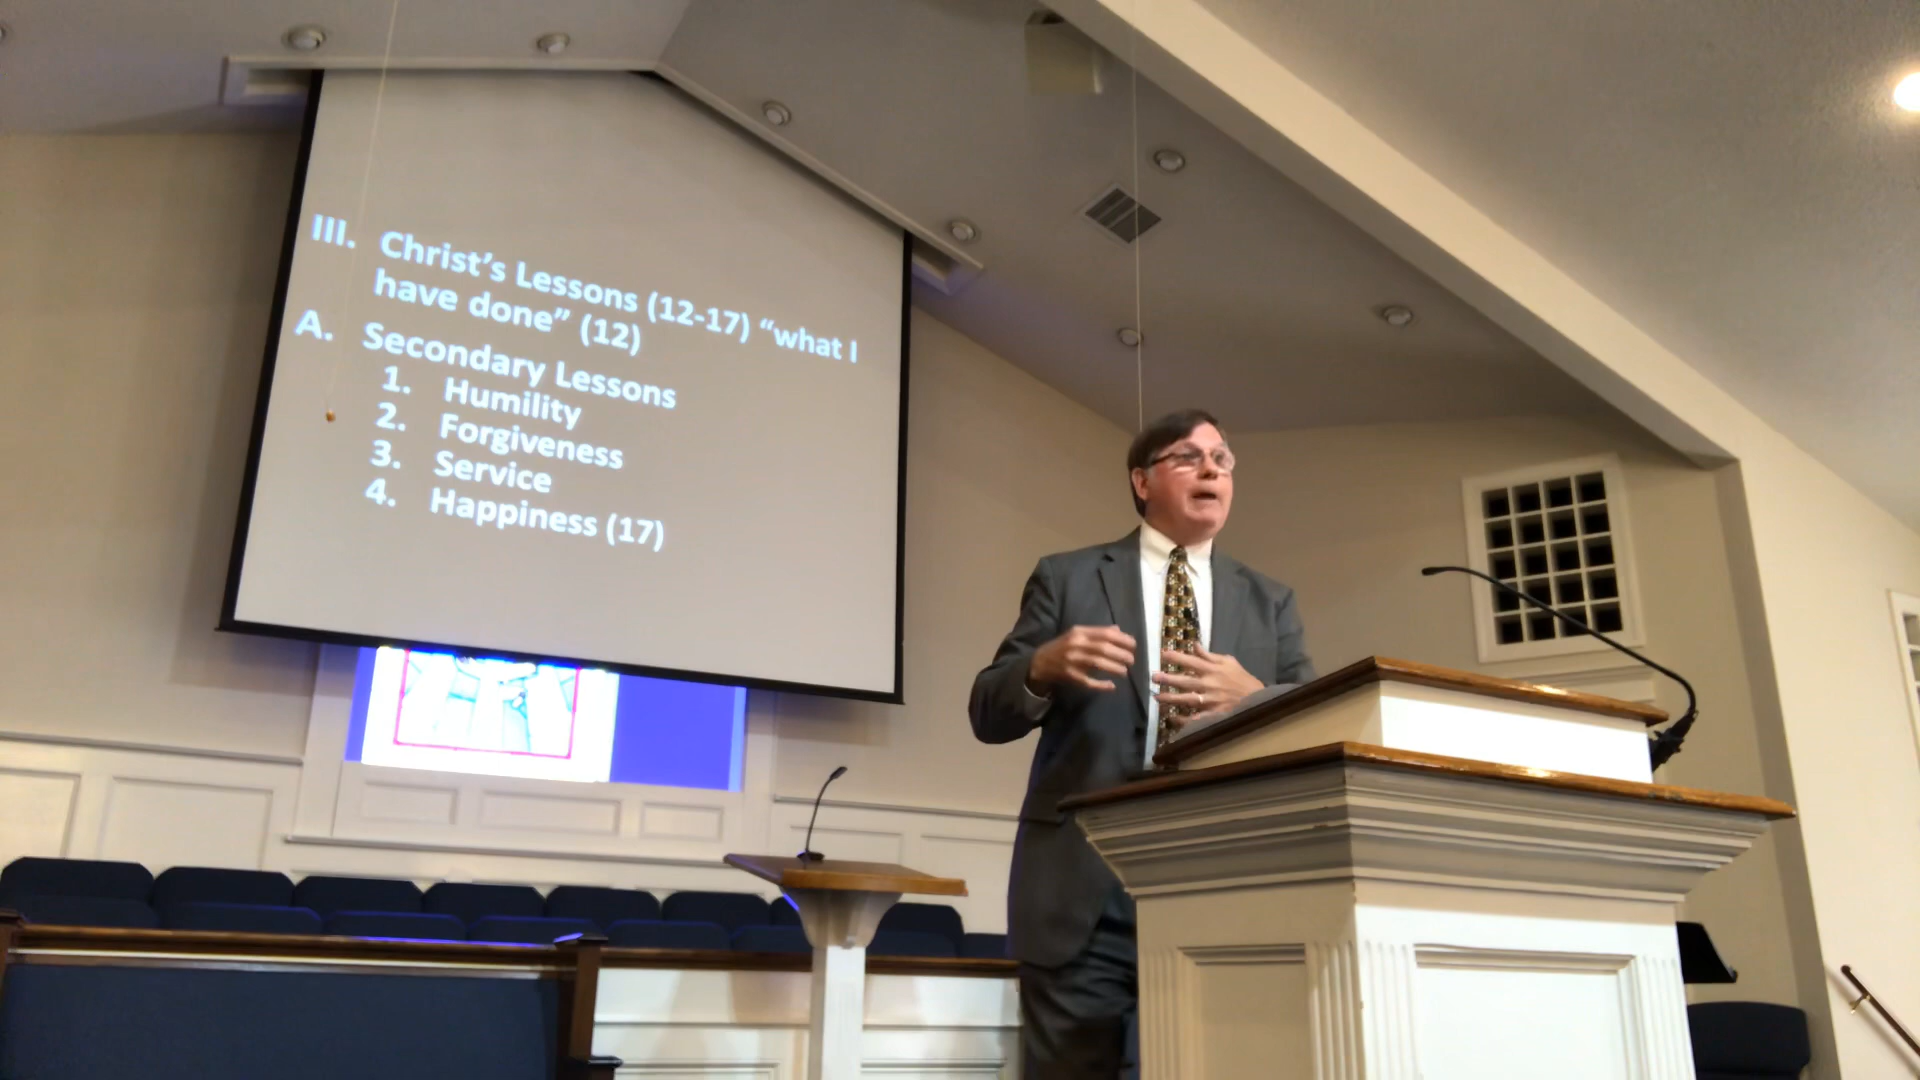 III. Christ's Lessons (12-17) “what I
have done” (12)
A. Secondary Lessons
1. Humility
2. Forgiveness
3. Service
4. Happiness (17)